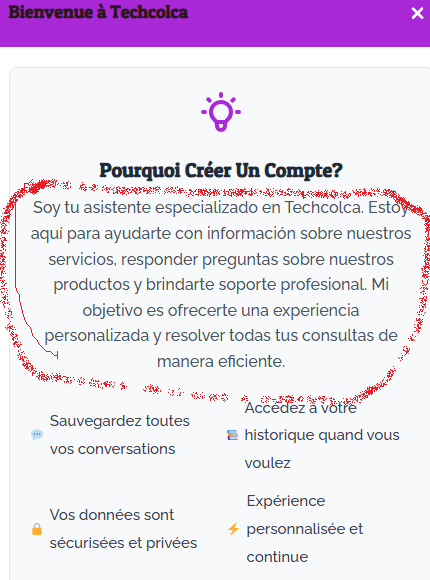 Bienvenue à Techcolca
Pourquoi Créer Un Compte?
Soy tu asistente especializado en Techcolca. Estoy
aquí para ayudarte con información sobre nuestros
servicios, responder preguntas sobre nuestros
productos y brindarte soporte profesional. Mi
objetivo es ofrecerte una experiencia
personalizada y resolver todas tus consultas de
manera eficiente.
Sauvegardez toutes
vos conversations
Accédez à votre
historique quand vous
voulez
Vos données sont
sécurisées et privées
Expérience
personnalisée et
continue